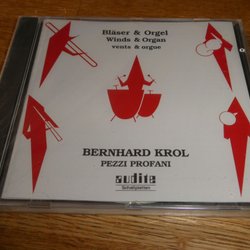 Bläser & Orgel
Winds & Organ
vents & orgue
BERNHARD KROL
PEZZI PROFANI
audite
Schallplatten